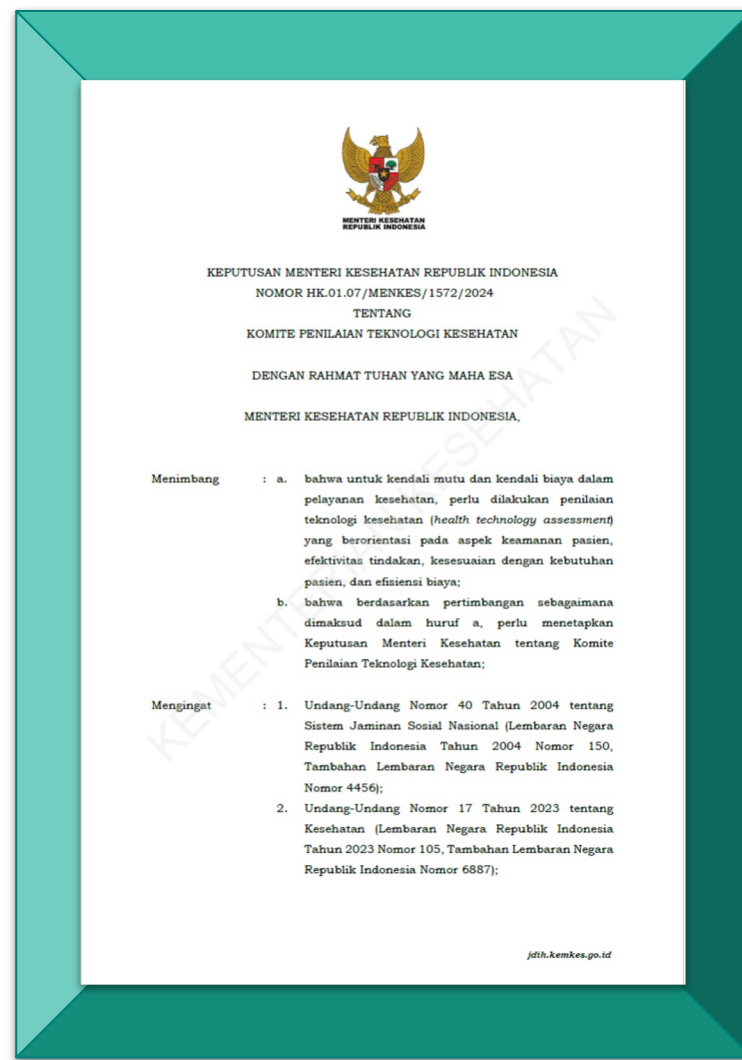 MENTERI KESEHATAN
REPUBLIK INDONESIA
KEPUTUSAN MENTERI KESEHATAN REPUBLIK INDONESIA
NOMOR HK.01.07/MENKES/1572/2024
TENTANG
KOMITE PENILAIAN TEKNOLOGI KESEHATAN
DENGAN RAHMAT TUHAN YANG MAHA ESA
MENTERI KESEHATAN REPUBLIK INDONESIA,
Menimbang : a. bahwa untuk kendali mutu dan kendali biaya dalam
pelayanan kesehatan, perlu dilakukan penilaian
teknologi kesehatan (health technology assessment)
yang berorientasi pada aspek keamanan pasien,
efektivitas tindakan, kesesuaian dengan kebutuhan
pasien, dan efisiensi biaya;
b. bahwa berdasarkan pertimbangan sebagaimana
dimaksud dalam huruf a, perlu menetapkan
Keputusan Menteri Kesehatan tentang Komite
Penilaian Teknologi Kesehatan;
Mengingat : 1. Undang-Undang Nomor 40 Tahun 2004 tentang
Sistem Jaminan Sosial Nasional (Lembaran Negara
Republik Indonesia Tahun 2004 Nomor 150,
Tambahan Lembaran Negara Republik Indonesia
Nomor 4456);
2. Undang-Undang Nomor 17 Tahun 2023 tentang
Kesehatan (Lembaran Negara Republik Indonesia
Tahun 2023 Nomor 105, Tambahan Lembaran Negara
Republik Indonesia Nomor 6887);
KEMENTERIAN KESEHATAN
jdih.kemkes.go.id